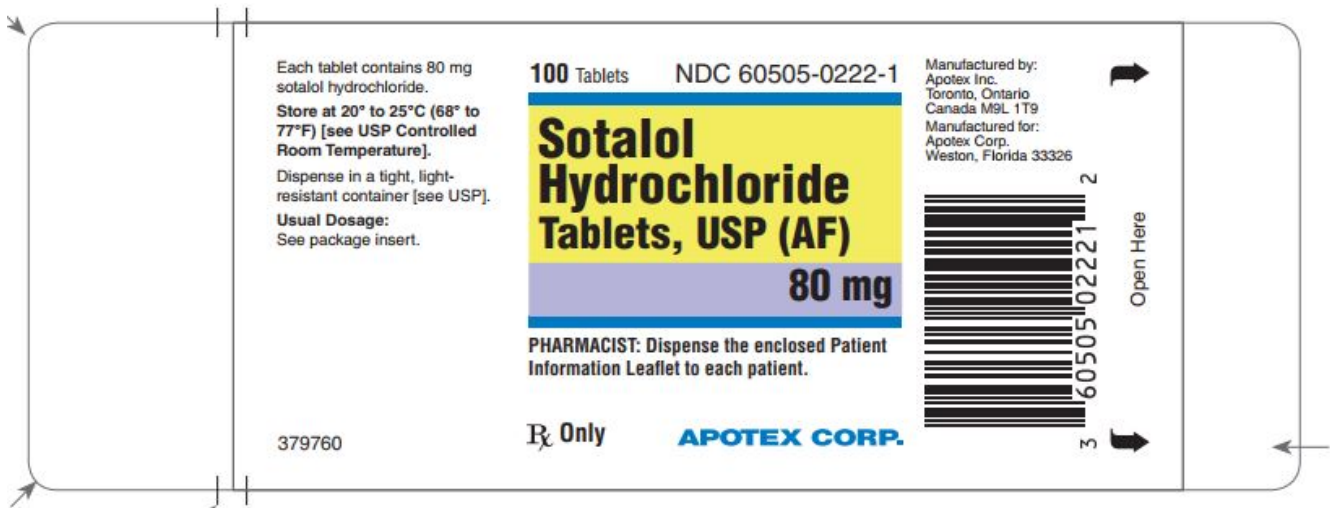 Each tablet contains 80 mg
sotalol hydrochloride.
Store at 20° to 25°C (68° to
77°F) [see USP Controlled
Room Temperature].
Dispense in a tight, light-
resistant container [see USP].
Usual Dosage:
See package insert.
379760
100 Tablets NDC 60505-0222-1
Sotalol
Hydrochloride
Tablets, USP (AF)
80 mg
PHARMACIST: Dispense the enclosed Patient
Information Leaflet to each patient.
Rx Only APOTEX CORP.
Manufactured by:
Apotex Inc.
Toronto, Ontario
Canada M9L 1T9
Manufactured for:
Apotex Corp.
Weston, Florida 33326
3 60505 02221 2
Open Here